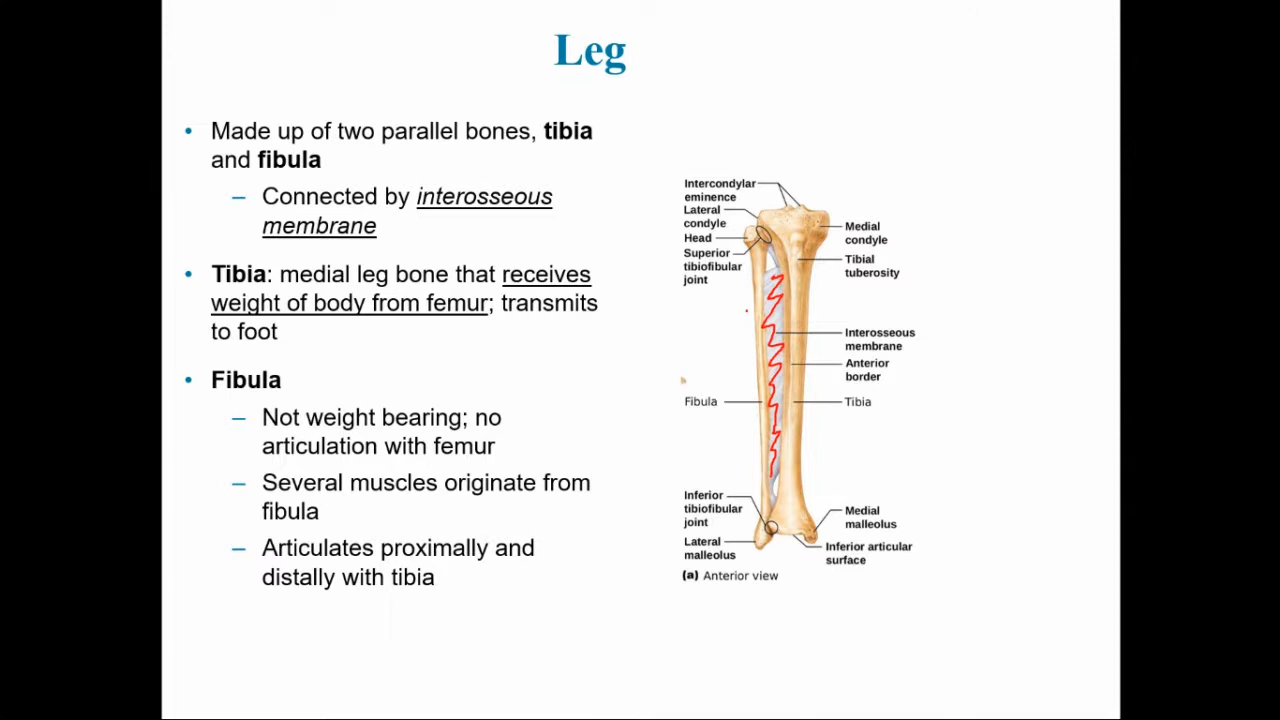 Leg
• Made up of two parallel bones, tibia
and fibula
– Connected by interosseous
membrane
• Tibia: medial leg bone that receives
weight of body from femur; transmits
to foot
• Fibula
– Not weight bearing; no
articulation with femur
– Several muscles originate from
fibula
– Articulates proximally and
distally with tibia
Intercondylar
eminence
Lateral
condyle
Head
Superior
tibiofibular
joint
Medial
condyle
Tibial
tuberosity
Interosseous
membrane
Anterior
border
Fibula
Tibia
Inferior
tibiofibular
joint
Lateral
malleolus
Medial
malleolus
Inferior articular
surface
(a) Anterior view